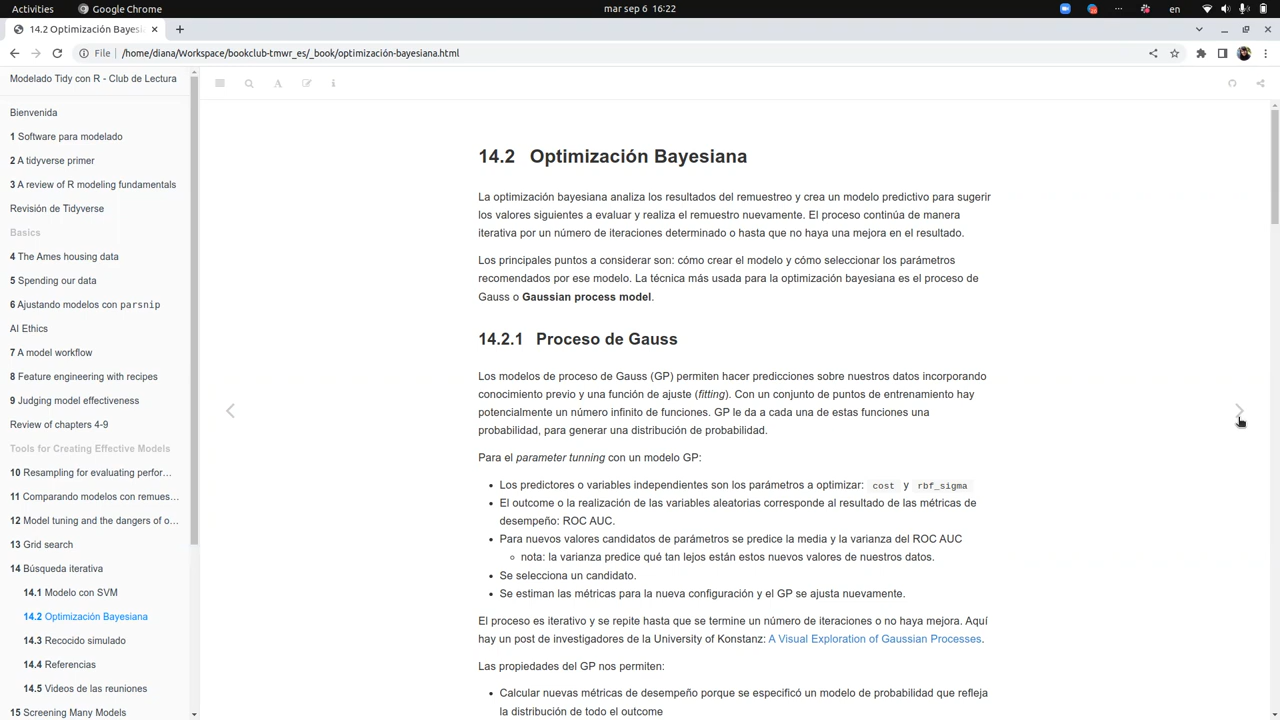 Activities
Google Chrome
mar sep 6 16:22
en
14.2 Optimización Bayesi
File
/home/diana/Workspace/bookclub-tmwr_es/_book/optimización-bayesiana.html
Modelado Tidy con R - Club de Lectura
Bienvenida
1 Software para modelado
2 A tidyverse primer
3 A review of R modeling fundamentals
Revisión de Tidyverse
Basics
4 The Ames housing data
5 Spending our data
6 Ajustando modelos con parsnip
AI Ethics
7 A model workflow
8 Feature engineering with recipes
9 Judging model effectiveness
Review of chapters 4-9
Tools for Creating Effective Models
10 Resampling for evaluating perfor…
11 Comparando modelos con remues…
12 Model tuning and the dangers of o…
13 Grid search
14 Búsqueda iterativa
14.1 Modelo con SVM
14.2 Optimización Bayesiana
14.3 Recocido simulado
14.4 Referencias
14.5 Videos de las reuniones
15 Screening Many Models
14.2 Optimización Bayesiana
La optimización bayesiana analiza los resultados del remuestreo y crea un modelo predictivo para sugerir
los valores siguientes a evaluar y realiza el remuestro nuevamente. El proceso continúa de manera
iterativa por un número de iteraciones determinado o hasta que no haya una mejora en el resultado.
Los principales puntos a considerar son: cómo crear el modelo y cómo seleccionar los parámetros
recomendados por ese modelo. La técnica más usada para la optimización bayesiana es el proceso de
Gauss o Gaussian process model.
14.2.1 Proceso de Gauss
Los modelos de proceso de Gauss (GP) permiten hacer predicciones sobre nuestros datos incorporando
conocimiento previo y una función de ajuste (fitting). Con un conjunto de puntos de entrenamiento hay
potencialmente un número infinito de funciones. GP le da a cada una de estas funciones una
probabilidad, para generar una distribución de probabilidad.
Para el parameter tunning con un modelo GP:
• Los predictores o variables independientes son los parámetros a optimizar: cost y rbf_sigma
• El outcome o la realización de las variables aleatorias corresponde al resultado de las métricas de
desempeño: ROC AUC.
• Para nuevos valores candidatos de parámetros se predice la media y la varianza del ROC AUC
◦ nota: la varianza predice qué tan lejos están estos nuevos valores de nuestros datos.
• Se selecciona un candidato.
• Se estiman las métricas para la nueva configuración y el GP se ajusta nuevamente.
El proceso es iterativo y se repite hasta que se termine un número de iteraciones o no haya mejora. Aquí
hay un post de investigadores de la University of Konstanz: A Visual Exploration of Gaussian Processes.
Las propiedades del GP nos permiten:
• Calcular nuevas métricas de desempeño porque se especificó un modelo de probabilidad que refleja
la distribución de todo el outcome